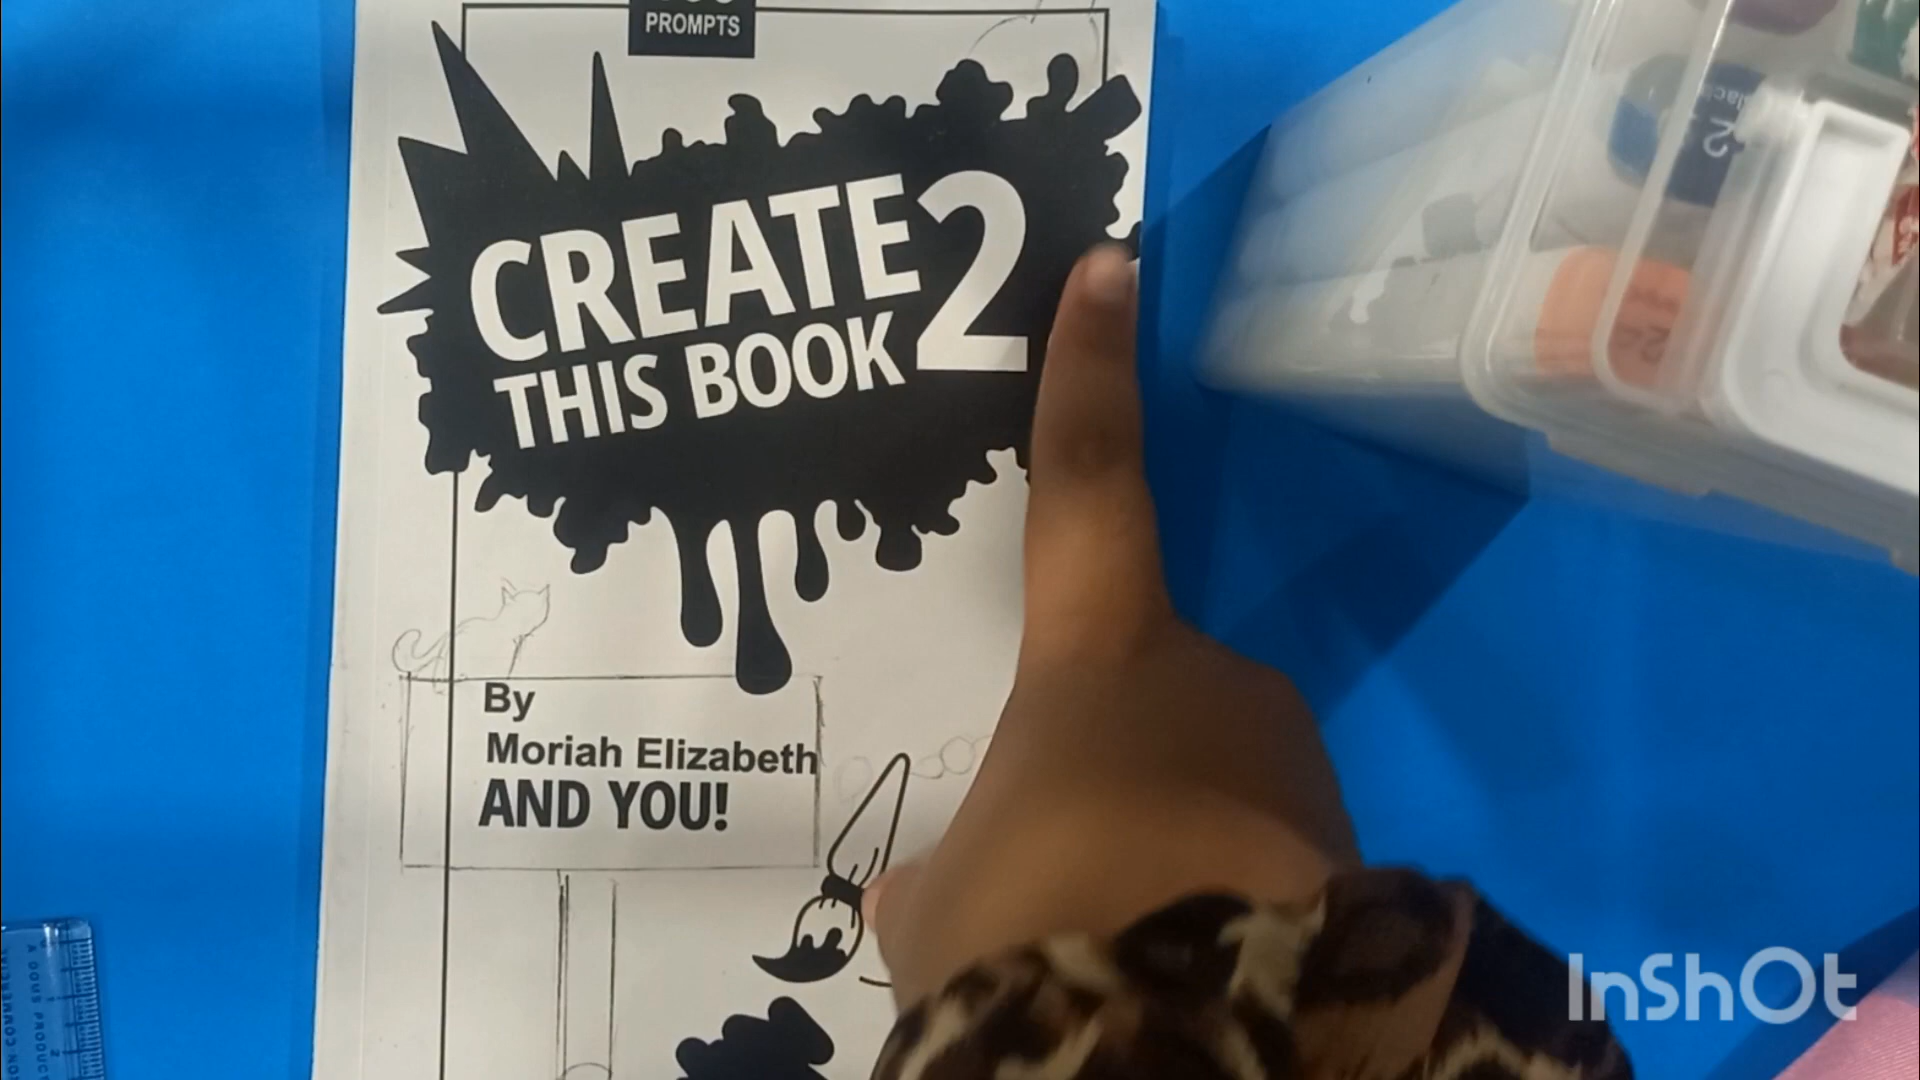 PROMPTS
CREATE 2
THIS BOOK
By
Moriah Elizabeth
AND YOU!
InShOt